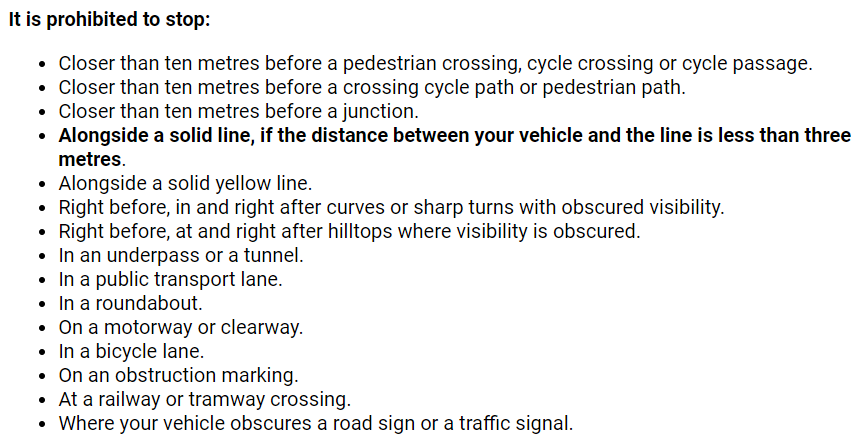 It is prohibited to stop:
• Closer than ten metres before a pedestrian crossing, cycle crossing or cycle passage.
• Closer than ten metres before a crossing cycle path or pedestrian path.
• Closer than ten metres before a junction.
• Alongside a solid line, if the distance between your vehicle and the line is less than three
metres.
• Alongside a solid yellow line.
• Right before, in and right after curves or sharp turns with obscured visibility.
• Right before, at and right after hilltops where visibility is obscured.
• In an underpass or a tunnel.
• In a public transport lane.
• In a roundabout.
• On a motorway or clearway.
• In a bicycle lane.
• On an obstruction marking.
• At a railway or tramway crossing.
• Where your vehicle obscures a road sign or a traffic signal.